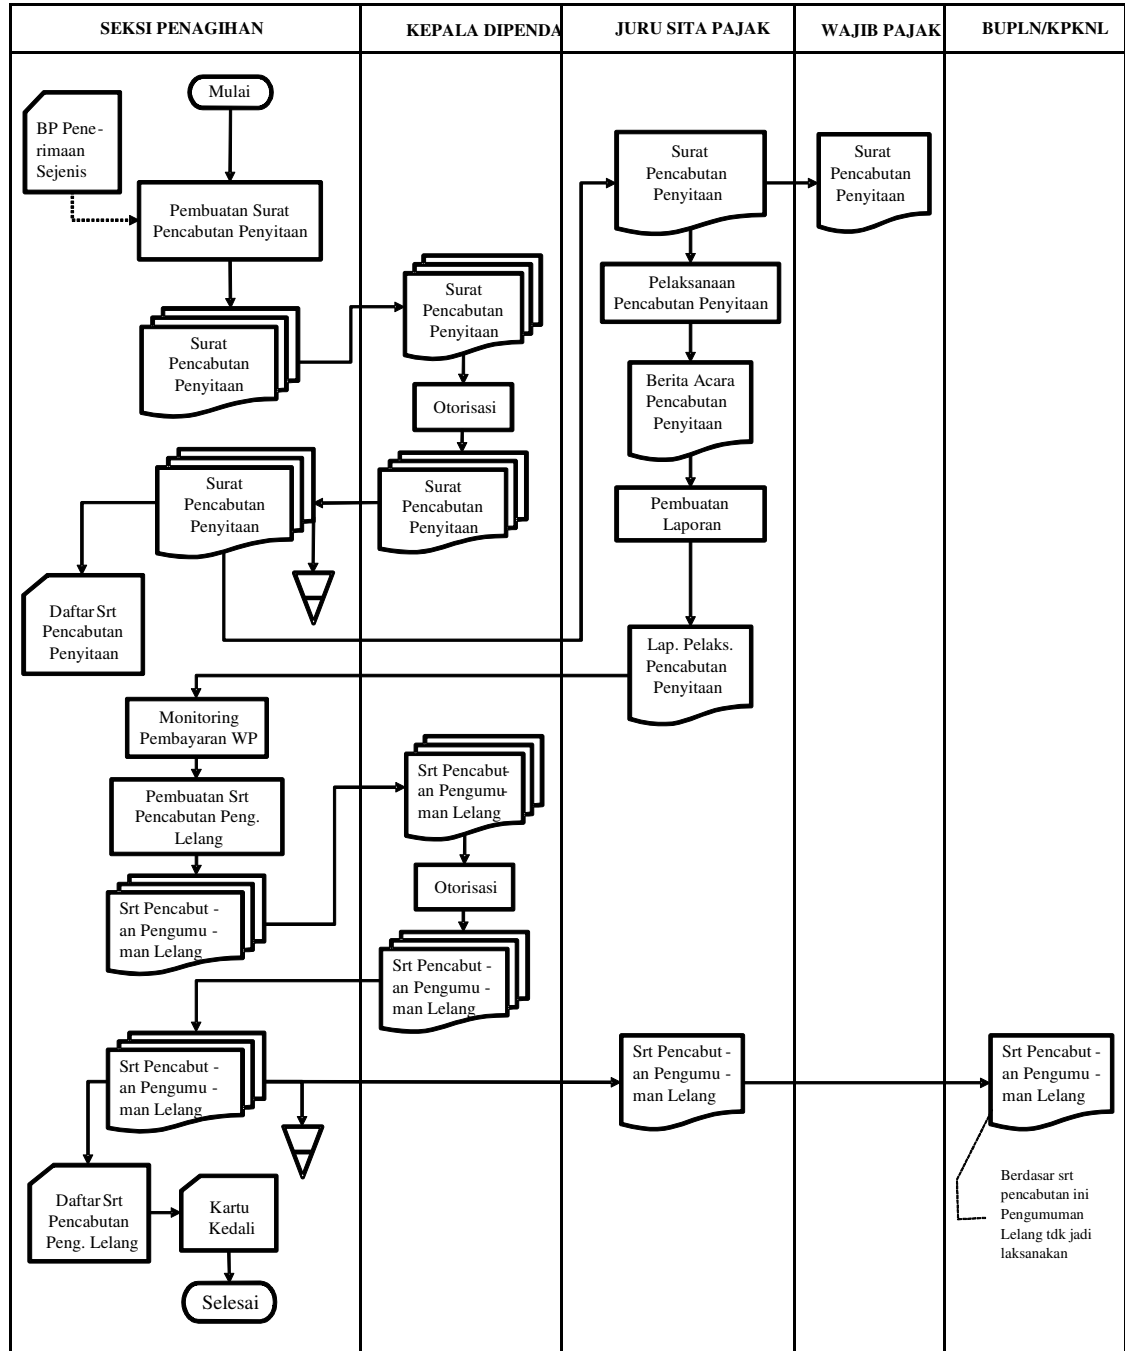 SEKSI PENAGIHAN
KEPALA DIPENDA
JURU SITA PAJAK
WAJIB PAJAK
BUPLN/KPKNL
Mulai
BP Pene-
rimaan
Sejenis
Pembuatan Surat
Pencabutan Penyitaan
Surat
Pencabutan
Penyitaan
Surat
Pencabutan
Penyitaan
Otorisasi
Surat
Pencabutan
Penyitaan
Surat
Pencabutan
Penyitaan
Daftar Srt
Pencabutan
Penyitaan
Surat
Pencabutan
Penyitaan
Surat
Pencabutan
Penyitaan
Pelaksanaan
Pencabutan Penyitaan
Berita Acara
Pencabutan
Penyitaan
Pembuatan
Laporan
Lap. Pelaks.
Pencabutan
Penyitaan
Monitoring
Pembayaran WP
Pembuatan Srt
Pencabutan Peng.
Lelang
Srt Pencabut -
an Pengumu -
man Lelang
Srt Pencabut-
an Pengumu-
man Lelang
Otorisasi
Srt Pencabut -
an Pengumu -
man Lelang
Srt Pencabut -
an Pengumu -
man Lelang
Srt Pencabut -
an Pengumu -
man Lelang
Srt Pencabut -
an Pengumu -
man Lelang
Berdasar srt
pencabutan ini
Pengumuman
Lelang tdk jadi
laksanakan
Daftar Srt
Pencabutan
Peng. Lelang
Kartu
Kedali
Selesai